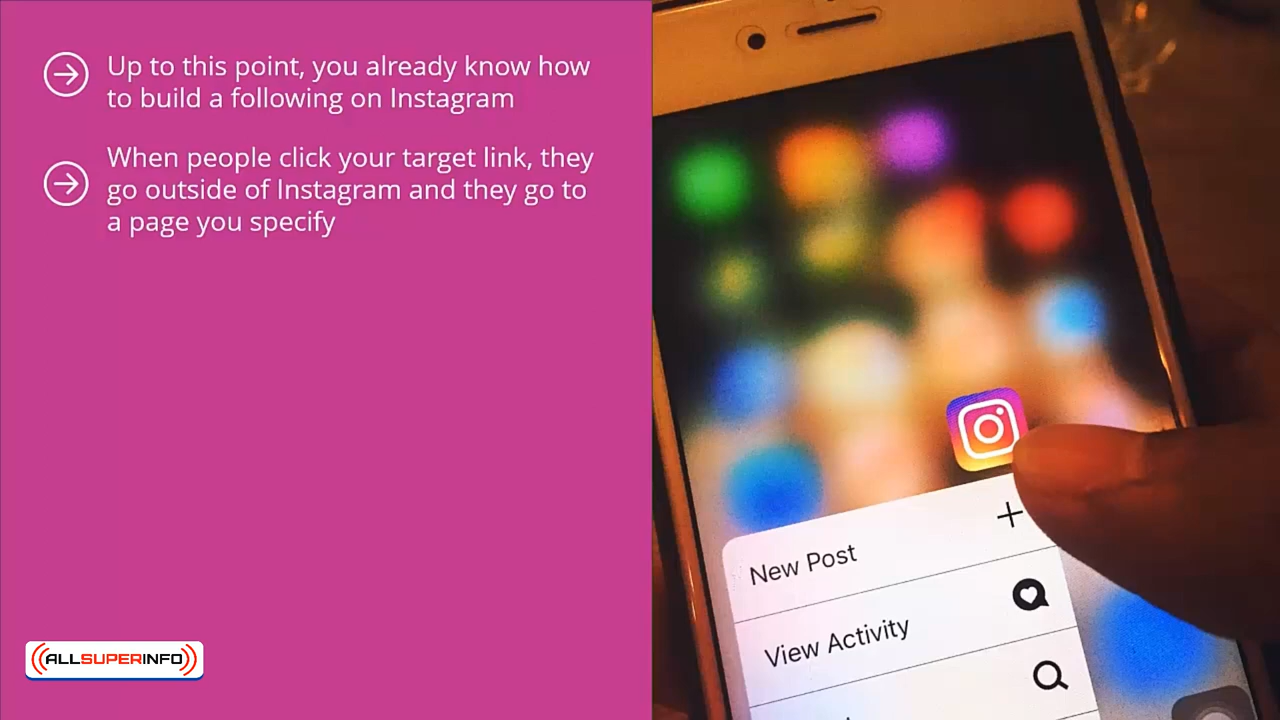 Up to this point, you already know how
to build a following on Instagram
When people click your target link, they
go outside of Instagram and they go to
a page you specify
New Post
View Activity
ALLSUPERINFO